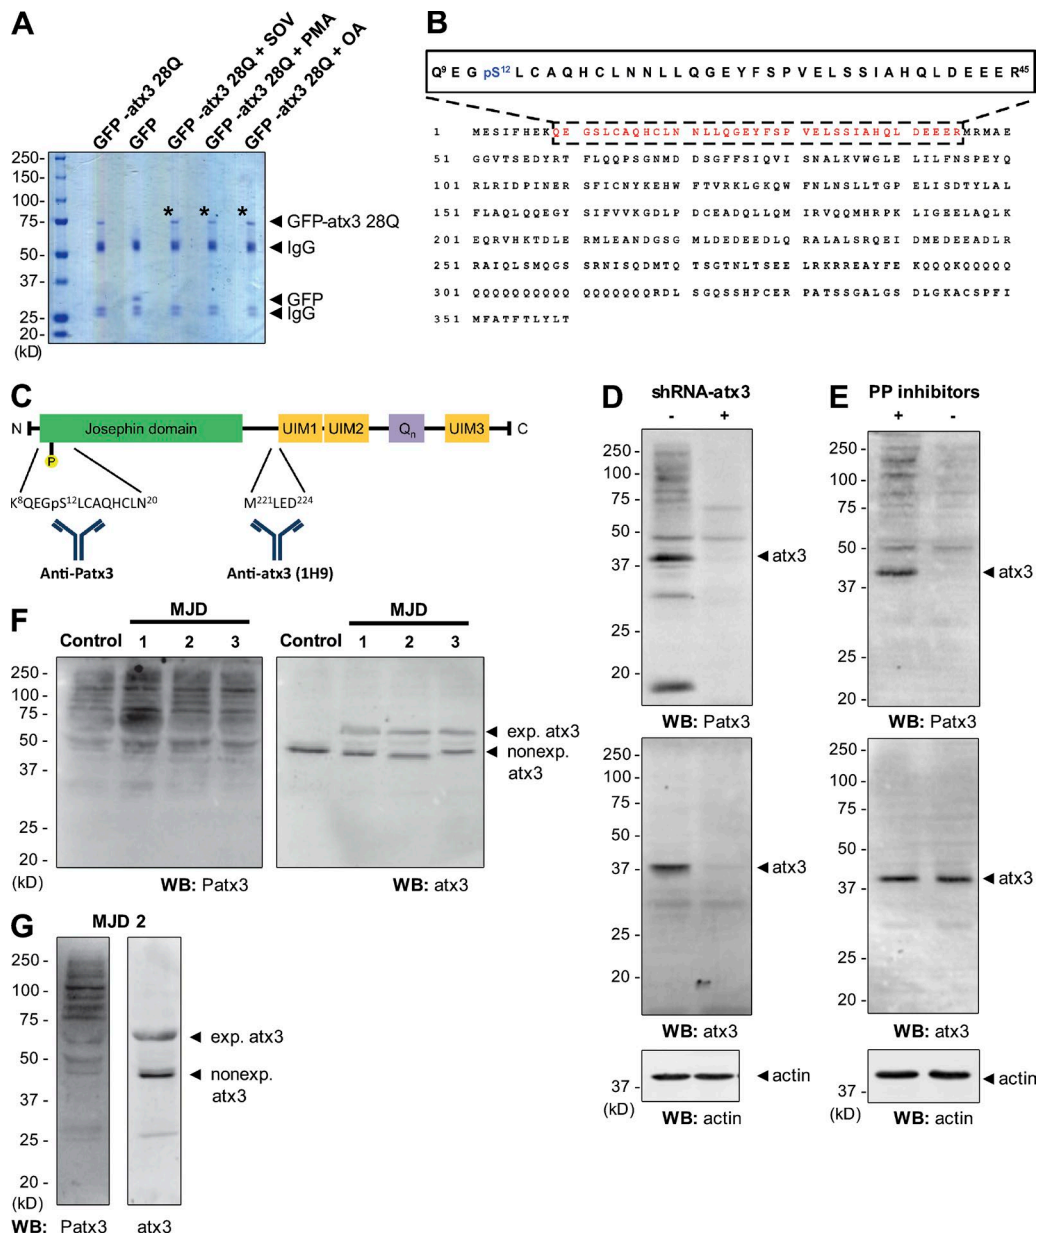 A
GFP -atx3 28Q
GFP
GFP -atx3 28Q + SOV
GFP -atx3 28Q + PMA
GFP -atx3 28Q + OA
250-
150-
100-
75-
50-
37-
25-
20-
(kD)
* * *
GFP-atx3 28Q
IgG
GFP
IgG
B
Q9 E G pS12 L C A Q H C L N N L L Q G E Y F S P V E L S S I A H Q L D E E E R45
1 MESIFHEKQE GSLCAQHCLN NLLQGEYFSP VELSSIAHQL DEEERMRMAE
51 GGVTSEDYRT FLQQPSGNMD DSGFFSIQVI SNALKVWGLE LILFNSPEYQ
101 RLRIDPINER SFICNYKEHW FTVRKLGKQW FNLNSLLTGP ELISDTYLAL
151 FLAQLQQEGY SIFVVKGDLP DCEADQLLQM IRVQQMHRPK LIGEELAQLK
201 EQRVHKTDLE RMLEANDGSG MLDEDEEDLQ RALALSRQEI DMEDEEADLR
251 RAIQLSMQGS SRNISQDMTQ TSGTNLTSEE LRKRREAYFE KQQQKQQQQQ
301 QQQQQQQQQQ QQQQQQQRDL SGQSSHPCER PATSSGALGS DLGKACSPFI
351 MFATFTLYLT
C
N Josephin domain UIM1 UIM2 Qn UIM3 C
P
K8QEGpS12LCAQHCLN20 M221LED224
Anti-Patx3 Anti-atx3 (1H9)
D
shRNA-atx3
- +
250 -
100 -
75 -
50 -
37 -
25 -
20 -
atx3
WB: Patx3
250 -
100 -
75 -
50 -
37 -
25 -
20 -
atx3
WB: atx3
37 -
(kD)
actin
WB: actin
E
PP inhibitors
+ -
250 -
100 -
75 -
50 -
37 -
25 -
20 -
atx3
WB: Patx3
250 -
100 -
75 -
50 -
37 -
25 -
20 -
atx3
WB: atx3
37 -
(kD)
actin
WB: actin
F
MJD MJD
Control 1 2 3 Control 1 2 3
250 -
100 -
75 -
50 -
37 -
25 -
20 -
(kD)
exp. atx3
nonexp.
atx3
WB: Patx3 WB: atx3
G
MJD 2
250 -
100 -
75 -
50 -
37 -
25 -
20 -
(kD)
exp. atx3
nonexp.
atx3
WB: Patx3 atx3